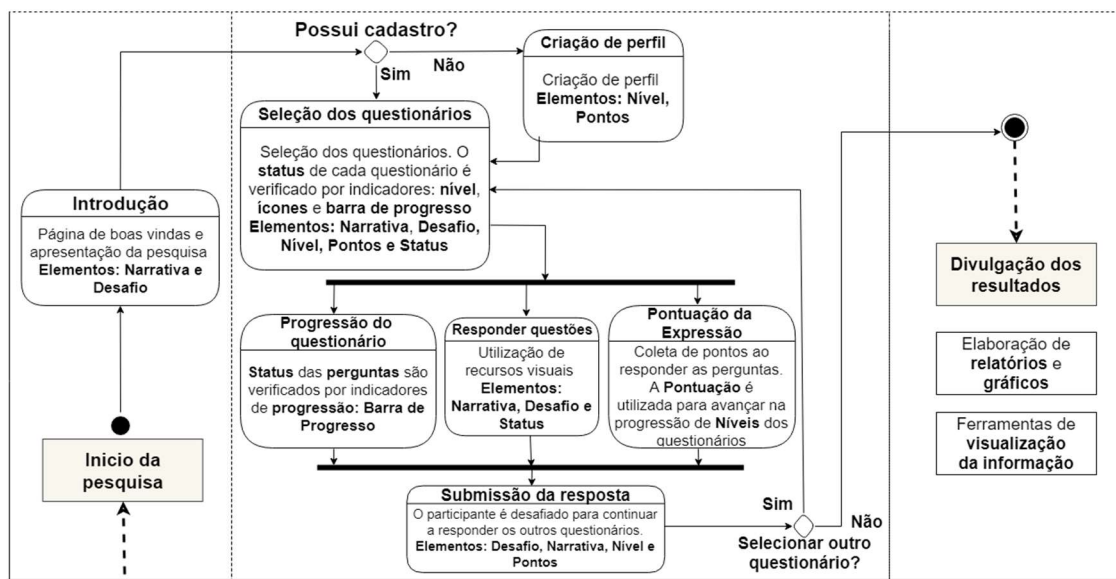 Introdução
Página de boas vindas e
apresentação da pesquisa
Elementos: Narrativa e
Desafio
Inicio da
pesquisa
Possui cadastro?
Não
Sim
Criação de perfil
Criação de perfil
Elementos: Nível,
Pontos
Seleção dos questionários
Seleção dos questionários. O
status de cada questionário é
verificado por indicadores: nível,
ícones e barra de progresso
Elementos: Narrativa, Desafio,
Nível, Pontos e Status
Progressão do
questionário
Status das perguntas são
verificados por indicadores
de progressão: Barra de
Progresso
Responder questões
Utilização de
recursos visuais
Elementos:
Narrativa, Desafio e
Status
Pontuação da
Expressão
Coleta de pontos ao
responder as perguntas.
A Pontuação é
utilizada para avançar na
progressão de Níveis dos
questionários
Submissão da resposta
O participante é desafiado para continuar
a responder os outros questionários.
Elementos: Desafio, Narrativa, Nível e
Pontos
Sim
Não
Selecionar outro
questionário?
Divulgação dos
resultados
Elaboração de
relatórios e
gráficos
Ferramentas de
visualização
da informação